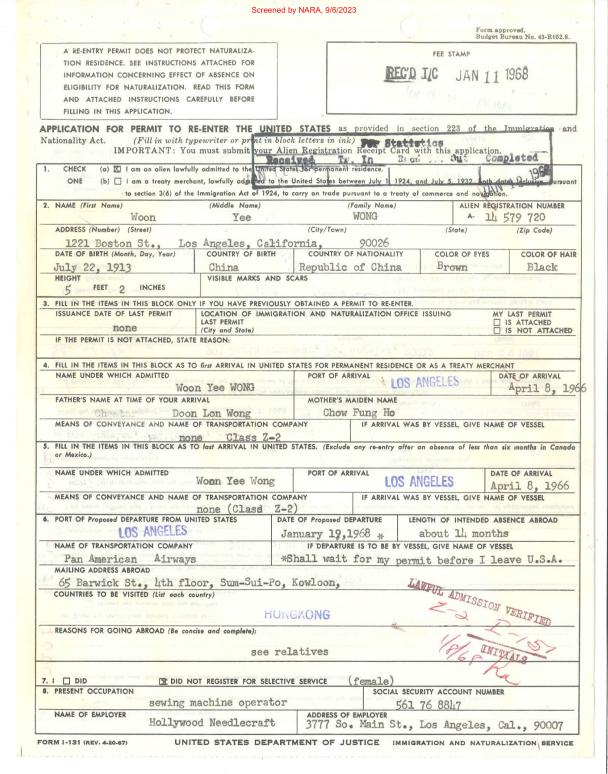 Screened by NARA, 9/6/2023
Form approved.
Budget Bureau No. 43-R162.8.
A RE-ENTRY PERMIT DOES NOT PROTECT NATURALIZA-
TION RESIDENCE. SEE INSTRUCTIONS ATTACHED FOR
INFORMATION CONCERNING EFFECT OF ABSENCE ON
ELIGIBILITY FOR NATURALIZATION. READ THIS FORM
AND ATTACHED INSTRUCTIONS CAREFULLY BEFORE
FILLING IN THIS APPLICATION.
FEE STAMP
REC'D I/C JAN 11 1968
APPLICATION FOR PERMIT TO RE-ENTER THE UNITED STATES as provided in section 223 of the Immigration and
Nationality Act. (Fill in with typewriter or print in block letters in ink) For Statistics
IMPORTANT: You must submit your Alien Registration Receipt Card with this application.
Received Tr. In Out Completed
1. CHECK (a) ☒ I am an alien lawfully admitted to the United States for permanent residence.
ONE (b) ☐ I am a treaty merchant, lawfully admitted to the United States between July 1, 1924, and July 5, 1932, both dates inclusive, pursuant
to section 3(6) of the Immigration Act of 1924, to carry on trade pursuant to a treaty of commerce and navigation.
2. NAME (First Name) (Middle Name) (Family Name) ALIEN REGISTRATION NUMBER
Woon Yee WONG A- 14 579 720
ADDRESS (Number) (Street) (City/Town) (State) (Zip Code)
1221 Boston St., Los Angeles, California, 90026
DATE OF BIRTH (Month, Day, Year) COUNTRY OF BIRTH COUNTRY OF NATIONALITY COLOR OF EYES COLOR OF HAIR
July 22, 1913 China Republic of China Brown Black
HEIGHT VISIBLE MARKS AND SCARS
5 FEET 2 INCHES
3. FILL IN THE ITEMS IN THIS BLOCK ONLY IF YOU HAVE PREVIOUSLY OBTAINED A PERMIT TO RE-ENTER.
ISSUANCE DATE OF LAST PERMIT LOCATION OF IMMIGRATION AND NATURALIZATION OFFICE ISSUING MY LAST PERMIT
LAST PERMIT ☐ IS ATTACHED
none (City and State) ☐ IS NOT ATTACHED
IF THE PERMIT IS NOT ATTACHED, STATE REASON:
4. FILL IN THE ITEMS IN THIS BLOCK AS TO first ARRIVAL IN UNITED STATES FOR PERMANENT RESIDENCE OR AS A TREATY MERCHANT
NAME UNDER WHICH ADMITTED PORT OF ARRIVAL DATE OF ARRIVAL
Woon Yee WONG LOS ANGELES April 8, 1966
FATHER'S NAME AT TIME OF YOUR ARRIVAL MOTHER'S MAIDEN NAME
Doon Lon Wong Chow Fung Ho
MEANS OF CONVEYANCE AND NAME OF TRANSPORTATION COMPANY IF ARRIVAL WAS BY VESSEL, GIVE NAME OF VESSEL
none Class Z-2
5. FILL IN THE ITEMS IN THIS BLOCK AS TO last ARRIVAL IN UNITED STATES. (Exclude any re-entry after an absence of less than six months in Canada
or Mexico.)
NAME UNDER WHICH ADMITTED PORT OF ARRIVAL DATE OF ARRIVAL
Woon Yee Wong LOS ANGELES April 8, 1966
MEANS OF CONVEYANCE AND NAME OF TRANSPORTATION COMPANY IF ARRIVAL WAS BY VESSEL, GIVE NAME OF VESSEL
none (Clasd Z-2)
6. PORT OF Proposed DEPARTURE FROM UNITED STATES DATE OF Proposed DEPARTURE LENGTH OF INTENDED ABSENCE ABROAD
LOS ANGELES January 19,1968 * about 14 months
NAME OF TRANSPORTATION COMPANY IF DEPARTURE IS TO BE BY VESSEL, GIVE NAME OF VESSEL
Pan American Airways *Shall wait for my permit before I leave U.S.A.
MAILING ADDRESS ABROAD
65 Barwick St., 4th floor, Sum-Sui-Po, Kowloon,
COUNTRIES TO BE VISITED (List each country)
HONGKONG
LAWFUL ADMISSION VERIFIED
Z-2 I-151
REASONS FOR GOING ABROAD (Be concise and complete):
see relatives
1/8/68
INITIALS
7. I ☐ DID ☒ DID NOT REGISTER FOR SELECTIVE SERVICE (female)
8. PRESENT OCCUPATION SOCIAL SECURITY ACCOUNT NUMBER
sewing machine operator 561 76 8847
NAME OF EMPLOYER ADDRESS OF EMPLOYER
Hollywood Needlecraft 3777 So. Main St., Los Angeles, Cal., 90007
FORM I-131 (REV. 4-20-67) UNITED STATES DEPARTMENT OF JUSTICE IMMIGRATION AND NATURALIZATION SERVICE